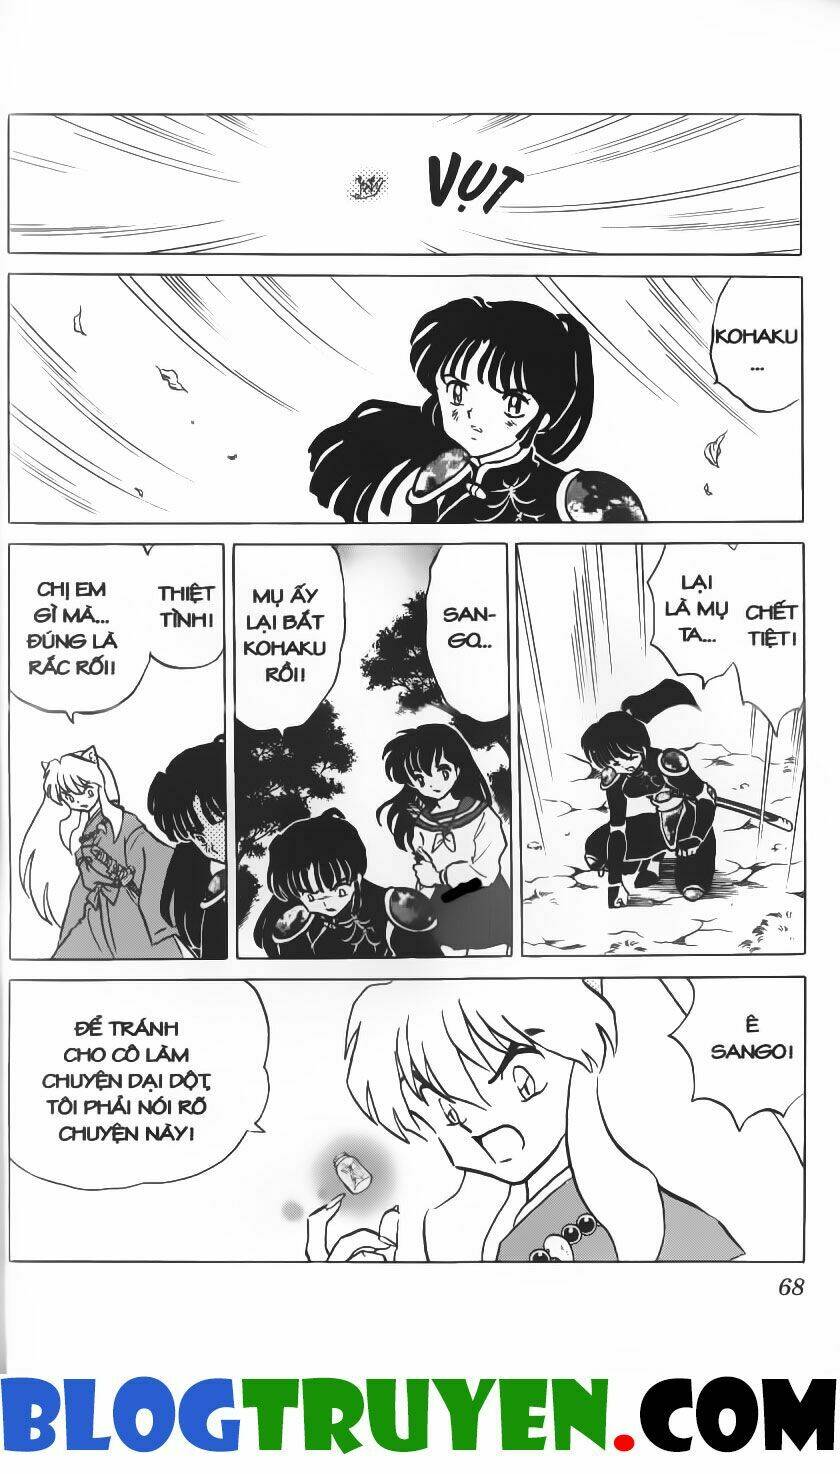 VỤT
KOHAKU
...
LẠI
LÀ MỤ
TA...
CHẾT
TIỆT!
SAN-
GO...
MỤ ẤY
LẠI BẮT
KOHAKU
RỒI!
THIỆT
TÌNH!
CHỊ EM
GÌ MÀ...
ĐÚNG LÀ
RẮC RỐI!
Ê
SANGO!
ĐỂ TRÁNH
CHO CÔ LÀM
CHUYỆN DẠI DỘT,
TÔI PHẢI NÓI RÕ
CHUYỆN NÀY!
68
BLOGTRUYEN.COM